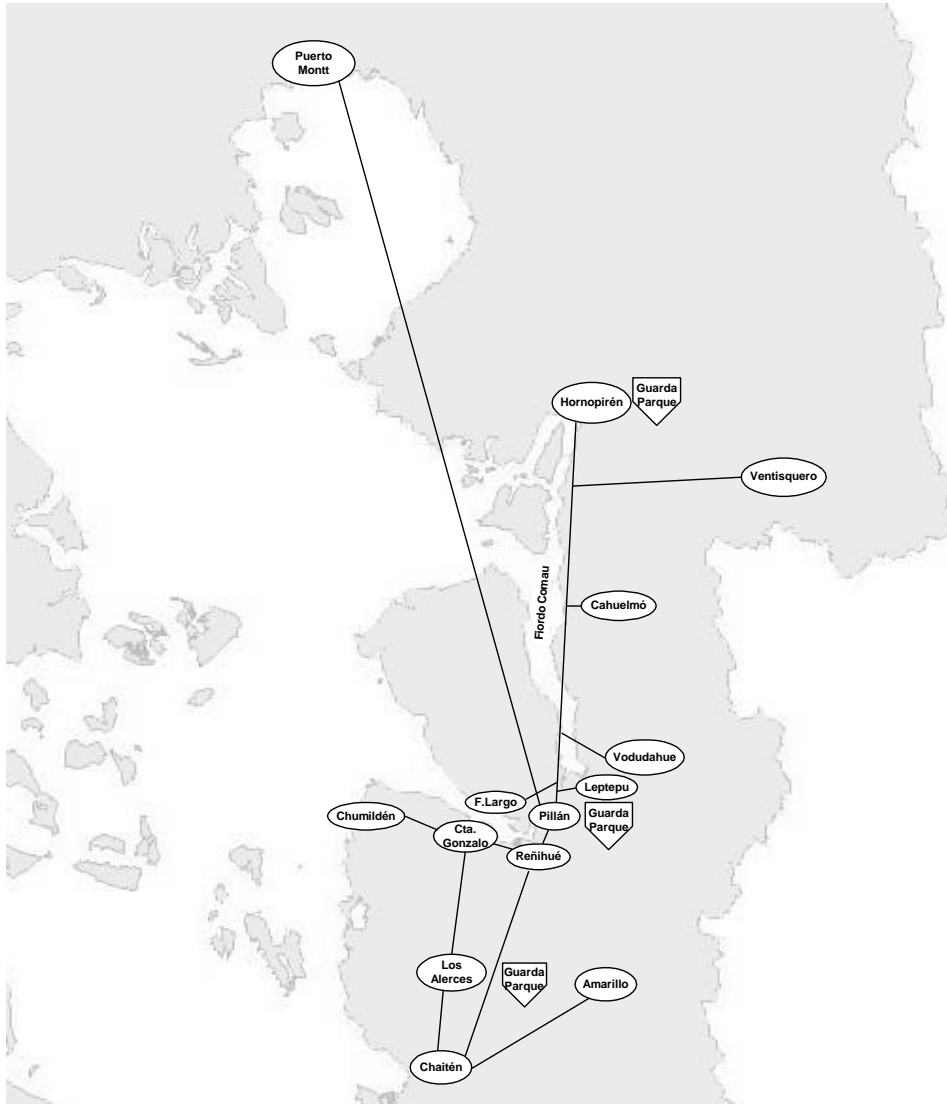 Puerto
Montt
Hornopirén
Guarda
Parque
Ventisquero
Fiordo Comau
Cahuelmó
Vodudahue
Leptepu
F.Largo
Pillán
Guarda
Parque
Chumildén
Cta.
Gonzalo
Reñihué
Los
Alerces
Guarda
Parque
Amarillo
Chaitén